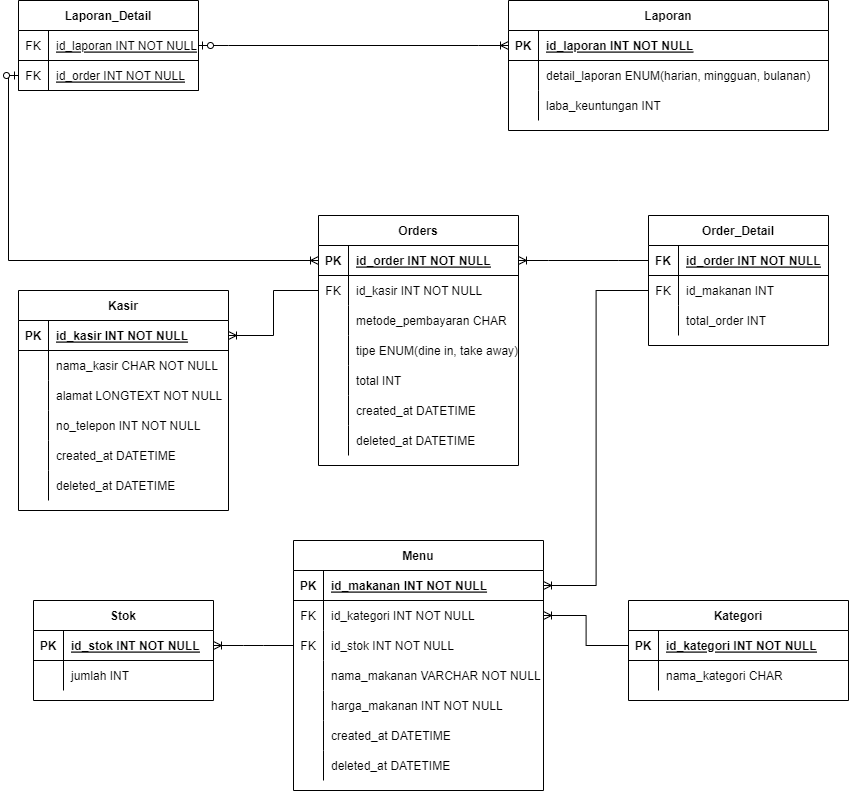 Laporan_Detail
FK id_laporan INT NOT NULL
FK id_order INT NOT NULL
Laporan
PK id_laporan INT NOT NULL
detail_laporan ENUM(harian, mingguan, bulanan)
laba_keuntungan INT
Orders
PK id_order INT NOT NULL
FK id_kasir INT NOT NULL
metode_pembayaran CHAR
tipe ENUM(dine in, take away)
total INT
created_at DATETIME
deleted_at DATETIME
Order_Detail
FK id_order INT NOT NULL
FK id_makanan INT
total_order INT
Kasir
PK id_kasir INT NOT NULL
nama_kasir CHAR NOT NULL
alamat LONGTEXT NOT NULL
no_telepon INT NOT NULL
created_at DATETIME
deleted_at DATETIME
Menu
PK id_makanan INT NOT NULL
FK id_kategori INT NOT NULL
FK id_stok INT NOT NULL
nama_makanan VARCHAR NOT NULL
harga_makanan INT NOT NULL
created_at DATETIME
deleted_at DATETIME
Stok
PK id_stok INT NOT NULL
jumlah INT
Kategori
PK id_kategori INT NOT NULL
nama_kategori CHAR